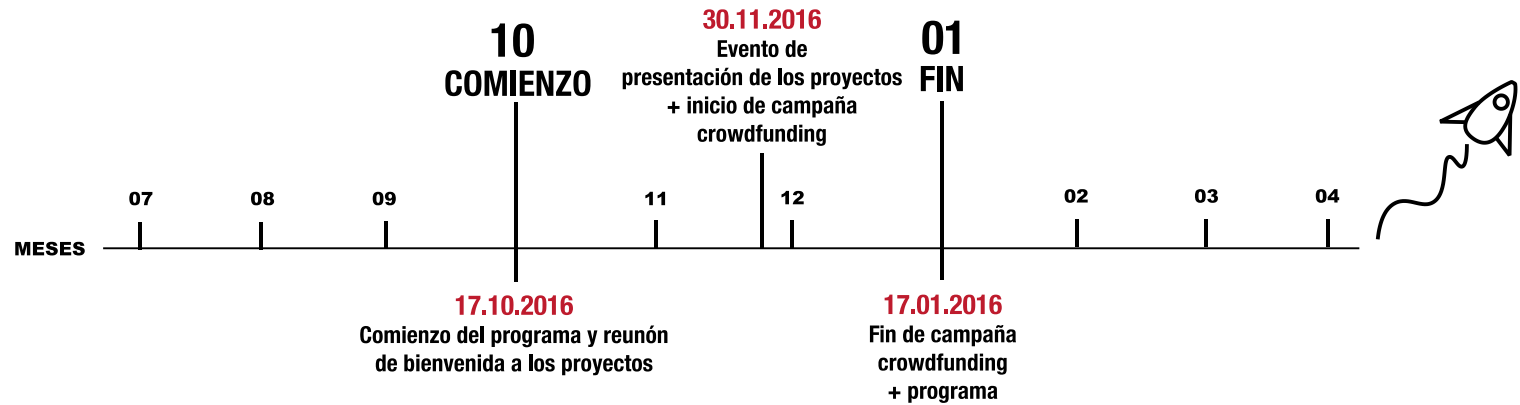 10
COMIENZO
30.11.2016
Evento de
presentación de los proyectos
+ inicio de campaña
crowdfunding
01
FIN
07
08
09
11
12
02
03
04
MESES
17.10.2016
Comienzo del programa y reunón
de bienvenida a los proyectos
17.01.2016
Fin de campaña
crowdfunding
+ programa